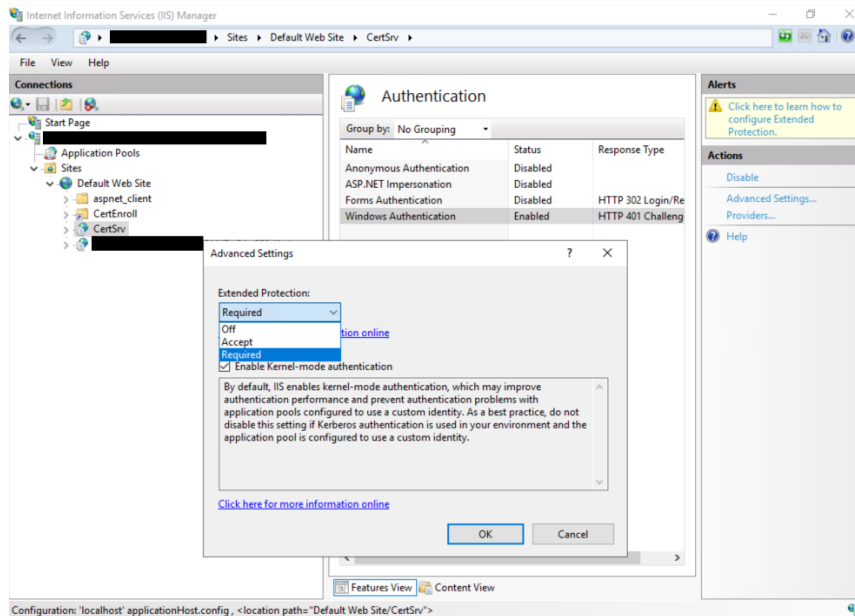 Internet Information Services (IIS) Manager
Sites Default Web Site CertSrv
File View Help
Connections
Start Page
Application Pools
Sites
Default Web Site
aspnet_client
CertEnroll
CertSrv
Authentication
Group by: No Grouping
Name Status Response Type
Anonymous Authentication Disabled
ASP.NET Impersonation Disabled
Forms Authentication Disabled HTTP 302 Login/Re
Windows Authentication Enabled HTTP 401 Challeng
Alerts
Click here to learn how to
configure Extended
Protection.
Actions
Disable
Advanced Settings...
Providers...
Help
Advanced Settings ?
Extended Protection:
Required
Off
Accept
Required
tion online
Enable Kernel-mode authentication
By default, IIS enables kernel-mode authentication, which may improve
authentication performance and prevent authentication problems with
application pools configured to use a custom identity. As a best practice, do not
disable this setting if Kerberos authentication is used in your environment and the
application pool is configured to use a custom identity.
Click here for more information online
OK Cancel
Features View Content View
Configuration: 'localhost' applicationHost.config , <location path="Default Web Site/CertSrv">